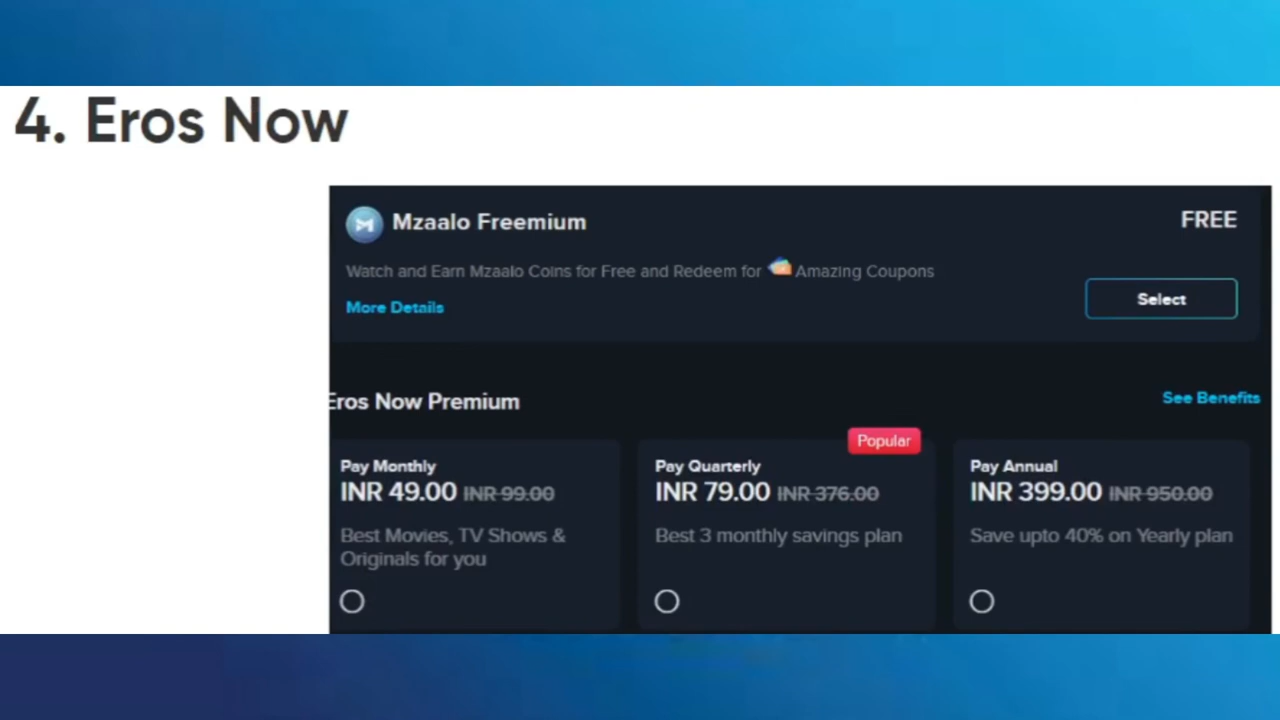 4. Eros Now
Mzaalo Freemium
FREE
Watch and Earn Mzaalo Coins for Free and Redeem for Amazing Coupons
More Details
Select
Eros Now Premium
See Benefits
Popular
Pay Monthly
INR 49.00 INR 99.00
Best Movies, TV Shows &
Originals for you
Pay Quarterly
INR 79.00 INR 376.00
Best 3 monthly savings plan
Pay Annual
INR 399.00 INR 950.00
Save upto 40% on Yearly plan